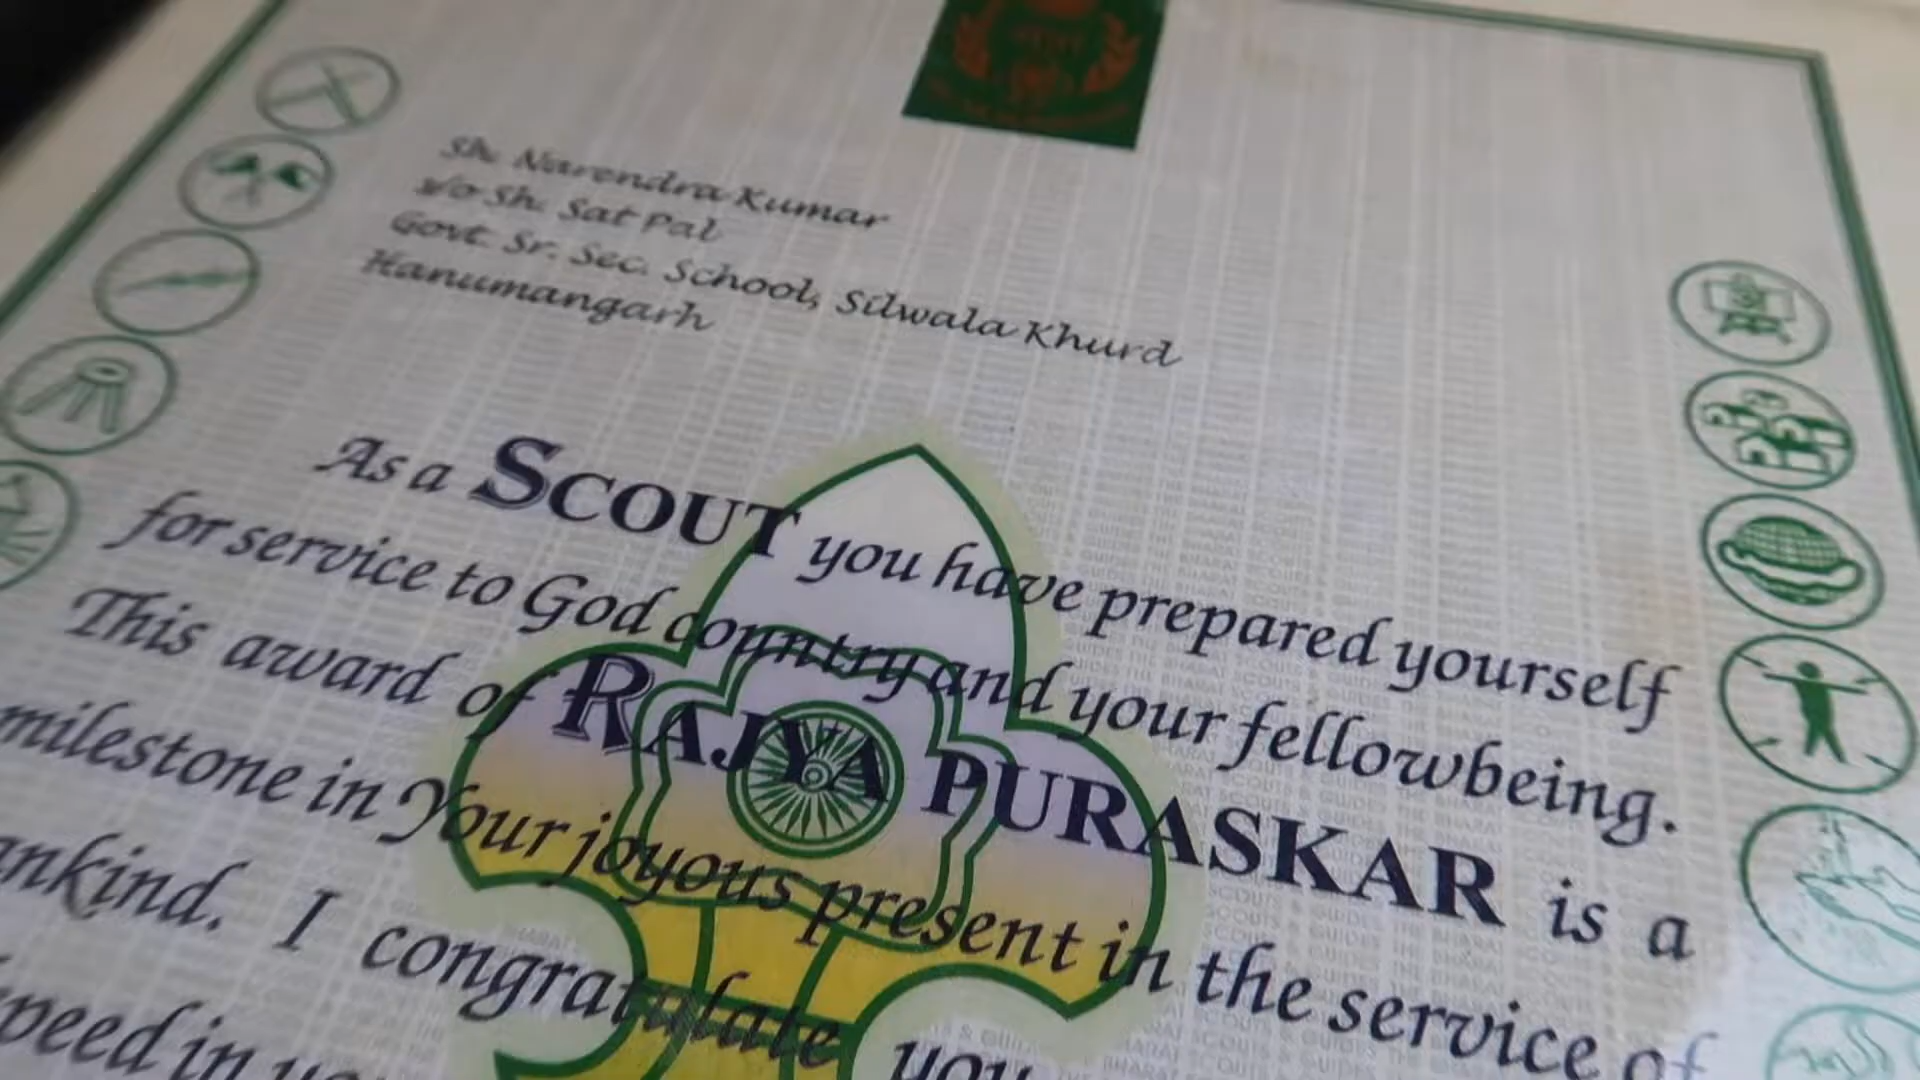 Sh. Narendra Kumar
s/o Sh. Sat Pal
Govt. Sr. Sec. School, Silwala Khurd
Hanumangarh
As a SCOUT you have prepared yourself
for service to God country and your fellowbeing.
This award of RAJYA PURASKAR is a
milestone in Your joyous present in the service of
ankind. I congratulate you
peed in